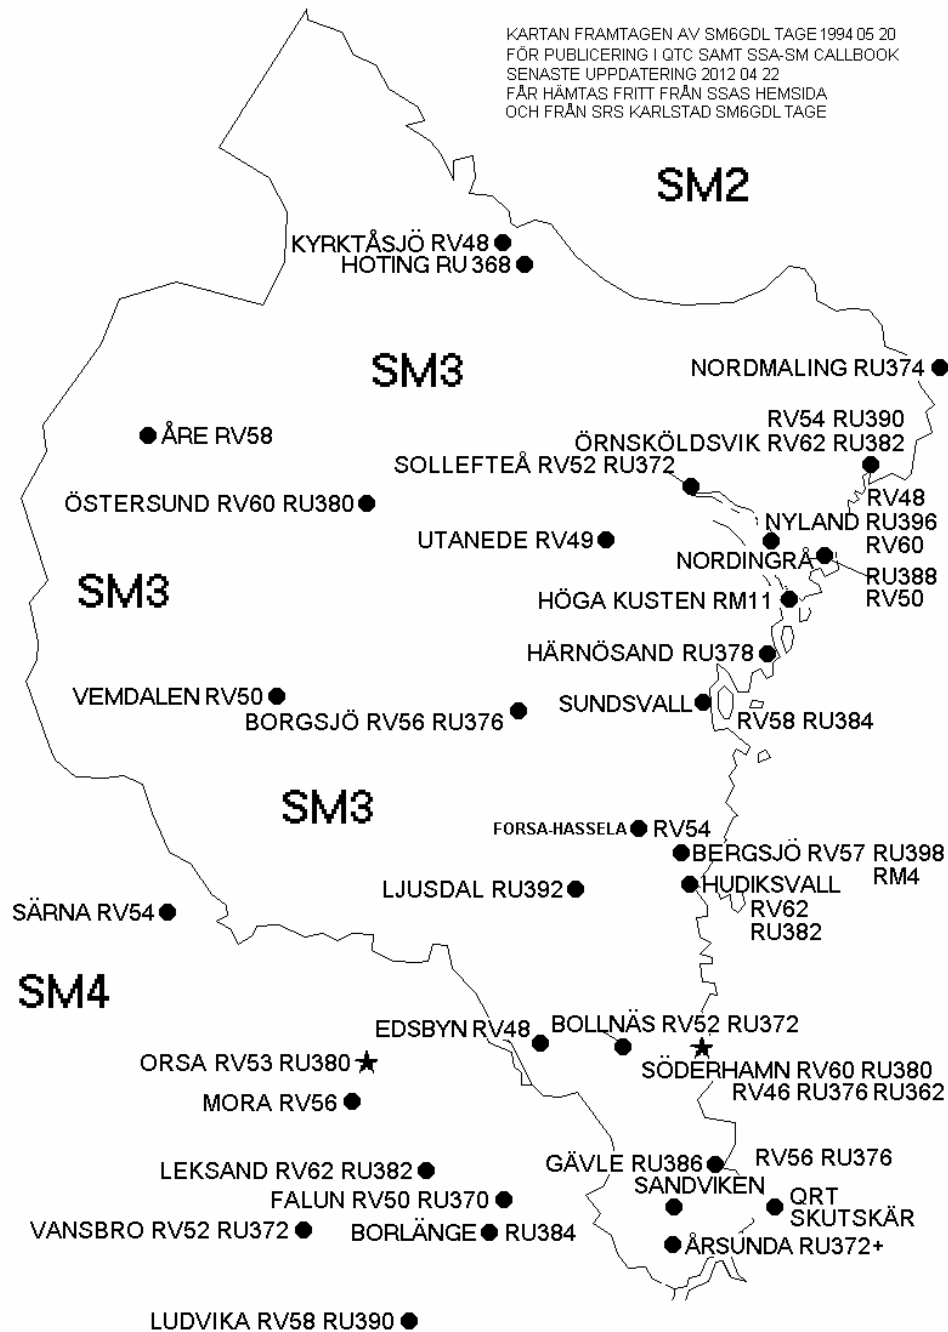 KARTAN FRAMTAGEN AV SM6GDL TAGE 1994 05 20
FÖR PUBLICERING I QTC SAMT SSA-SM CALLBOOK
SENASTE UPPDATERING 2012 04 22
FÅR HÄMTAS FRITT FRÅN SSAS HEMSIDA
OCH FRÅN SRS KARLSTAD SM6GDL TAGE
SM2
KYRKTÅSJÖ RV48
HOTING RU 368
SM3
NORDMALING RU374
RV54 RU390
ÖRNSKÖLDSVIK RV62 RU382
ÅRE RV58
SOLLEFTEÅ RV52 RU372
ÖSTERSUND RV60 RU380
RV48
NYLAND RU396
RV60
UTANEDE RV49
NORDINGRÅ
RU388
RV50
SM3
HÖGA KUSTEN RM11
HÄRNÖSAND RU378
VEMDALEN RV50
BORGSJÖ RV56 RU376
SUNDSVALL
RV58 RU384
SM3
FORSA-HASSELA RV54
BERGSJÖ RV57 RU398
RM4
LJUSDAL RU392
HUDIKSVALL
RV62
RU382
SÄRNA RV54
SM4
EDSBYN RV48
BOLLNÄS RV52 RU372
ORSA RV53 RU380
SÖDERHAMN RV60 RU380
RV46 RU376 RU362
MORA RV56
LEKSAND RV62 RU382
GÄVLE RU386
RV56 RU376
SANDVIKEN
FALUN RV50 RU370
QRT
SKUTSKÄR
VANSBRO RV52 RU372
BORLÄNGE RU384
ÅRSUNDA RU372+
LUDVIKA RV58 RU390